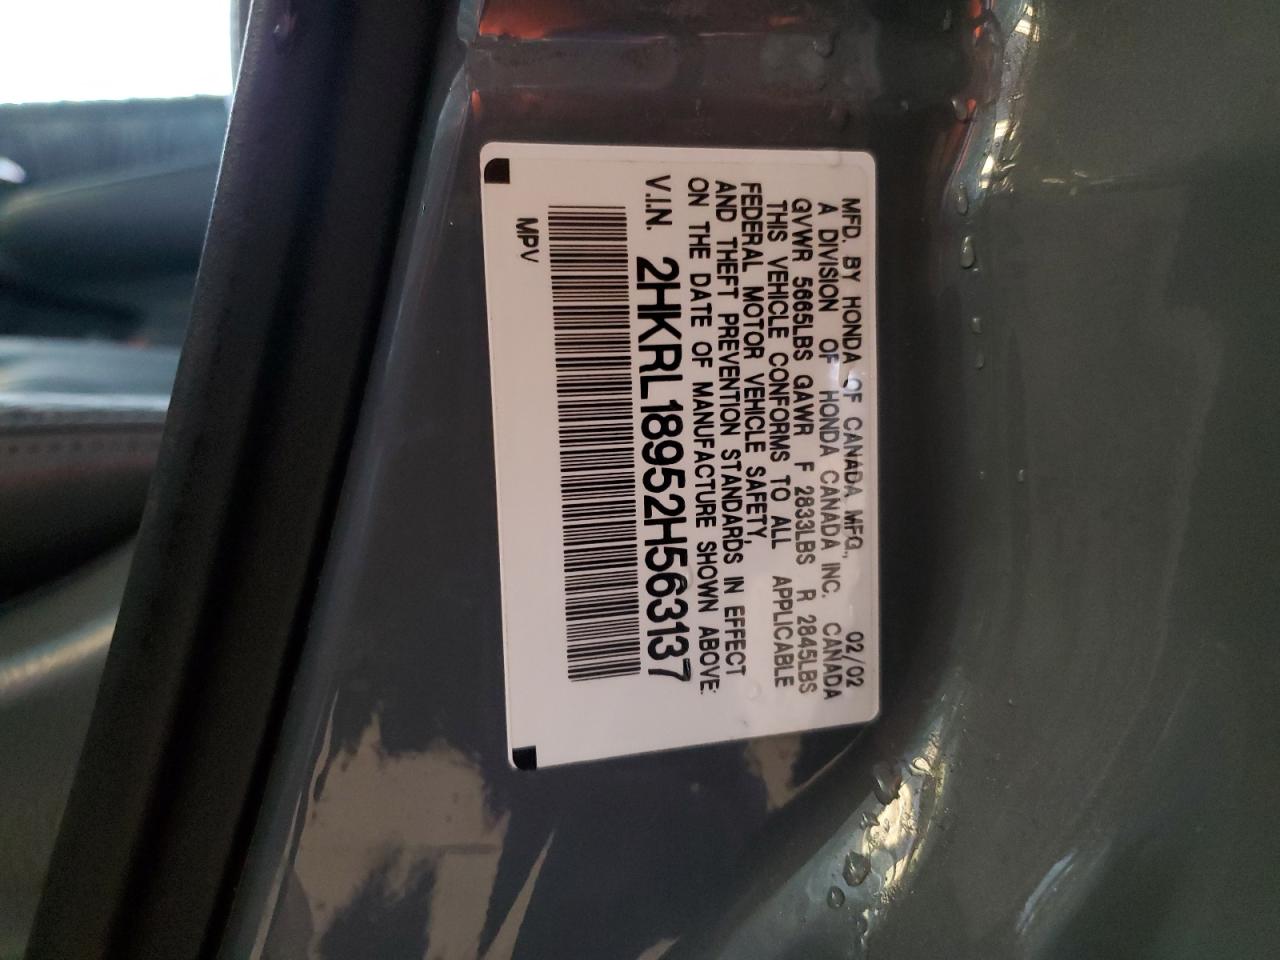 MFD. BY HONDA OF CANADA MFG., 02/02
A DIVISION OF HONDA CANADA INC. CANADA
GVWR 5665LBS GAWR F 2833LBS R 2845LBS
THIS VEHICLE CONFORMS TO ALL APPLICABLE
FEDERAL MOTOR VEHICLE SAFETY,
AND THEFT PREVENTION STANDARDS IN EFFECT
ON THE DATE OF MANUFACTURE SHOWN ABOVE.
V.I.N. 2HKRL18952H563137
MPV